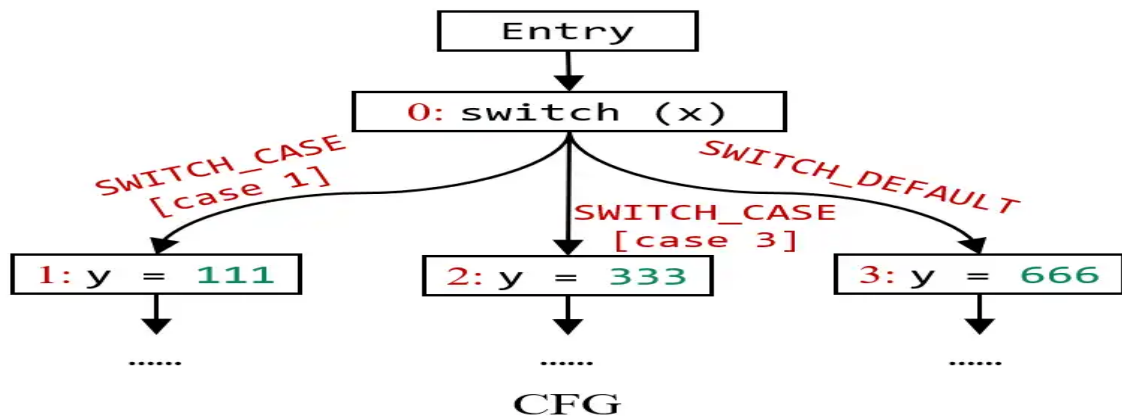 Entry
0: switch (x)
SWITCH_CASE
[case 1]
SWITCH_CASE
[case 3]
SWITCH_DEFAULT
1: y = 111
2: y = 333
3: y = 666
......
......
......
CFG